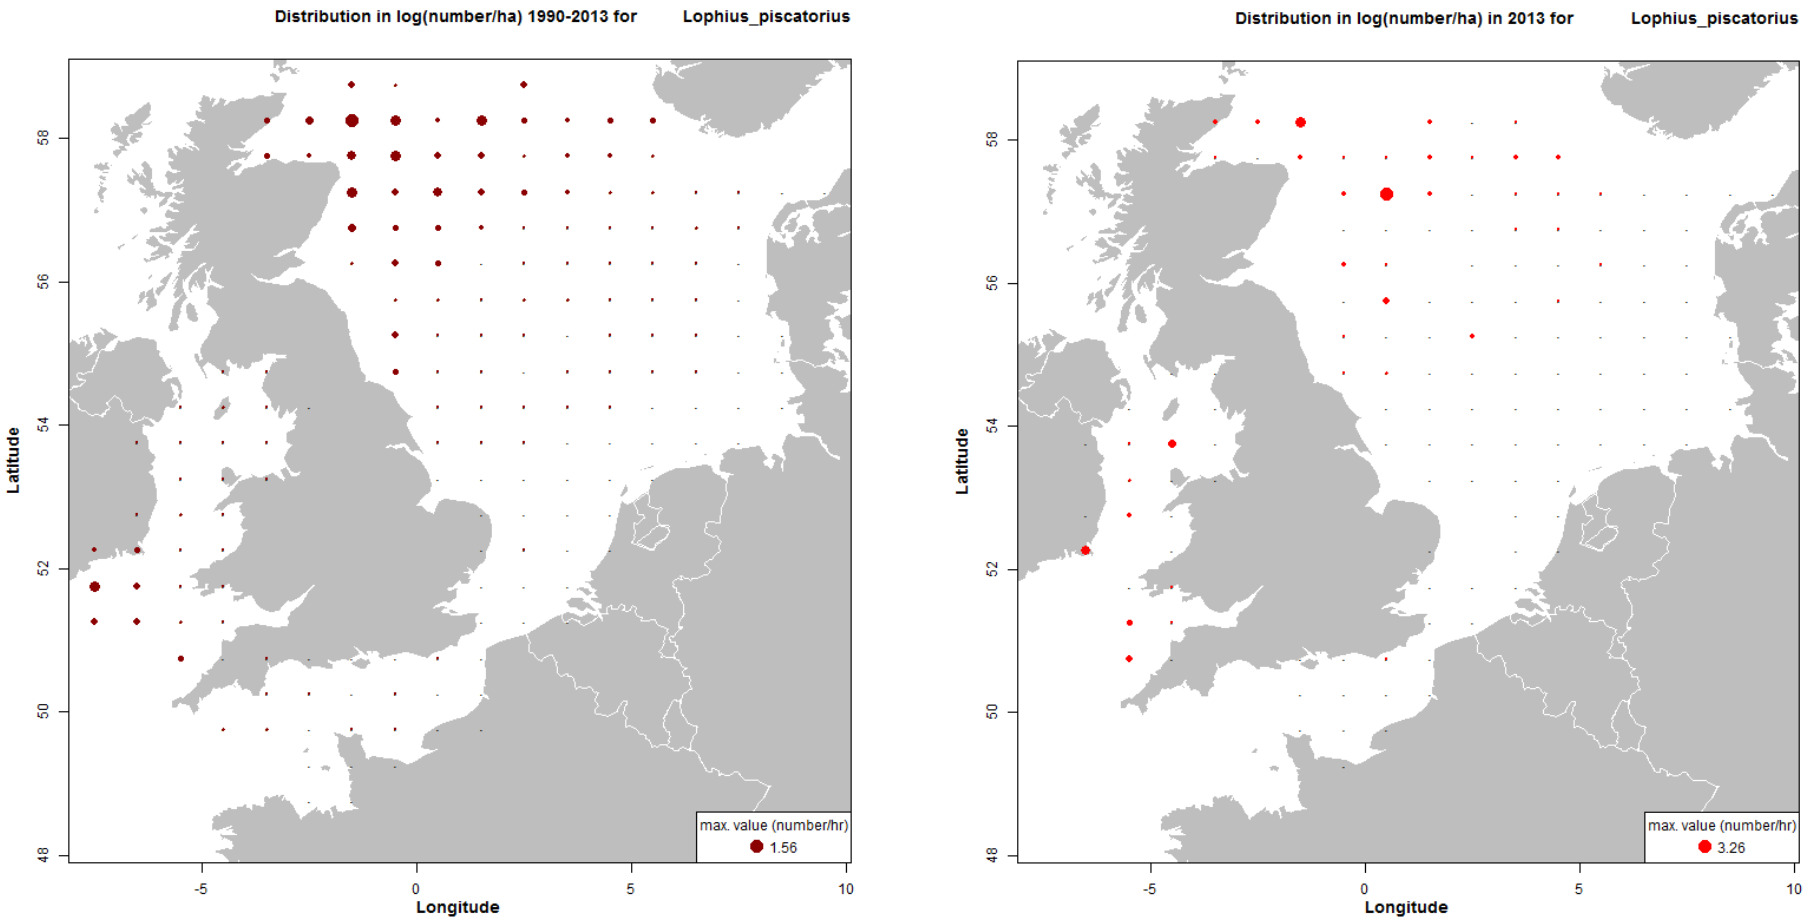 Distribution in log(number/ha) 1990-2013 for Lophius_piscatorius
58
56
54
52
50
48
Latitude
-5
0
5
10
Longitude
max. value (number/hr)
1.56
Distribution in log(number/ha) in 2013 for Lophius_piscatorius
58
56
54
52
50
48
Latitude
-5
0
5
10
Longitude
max. value (number/hr)
3.26